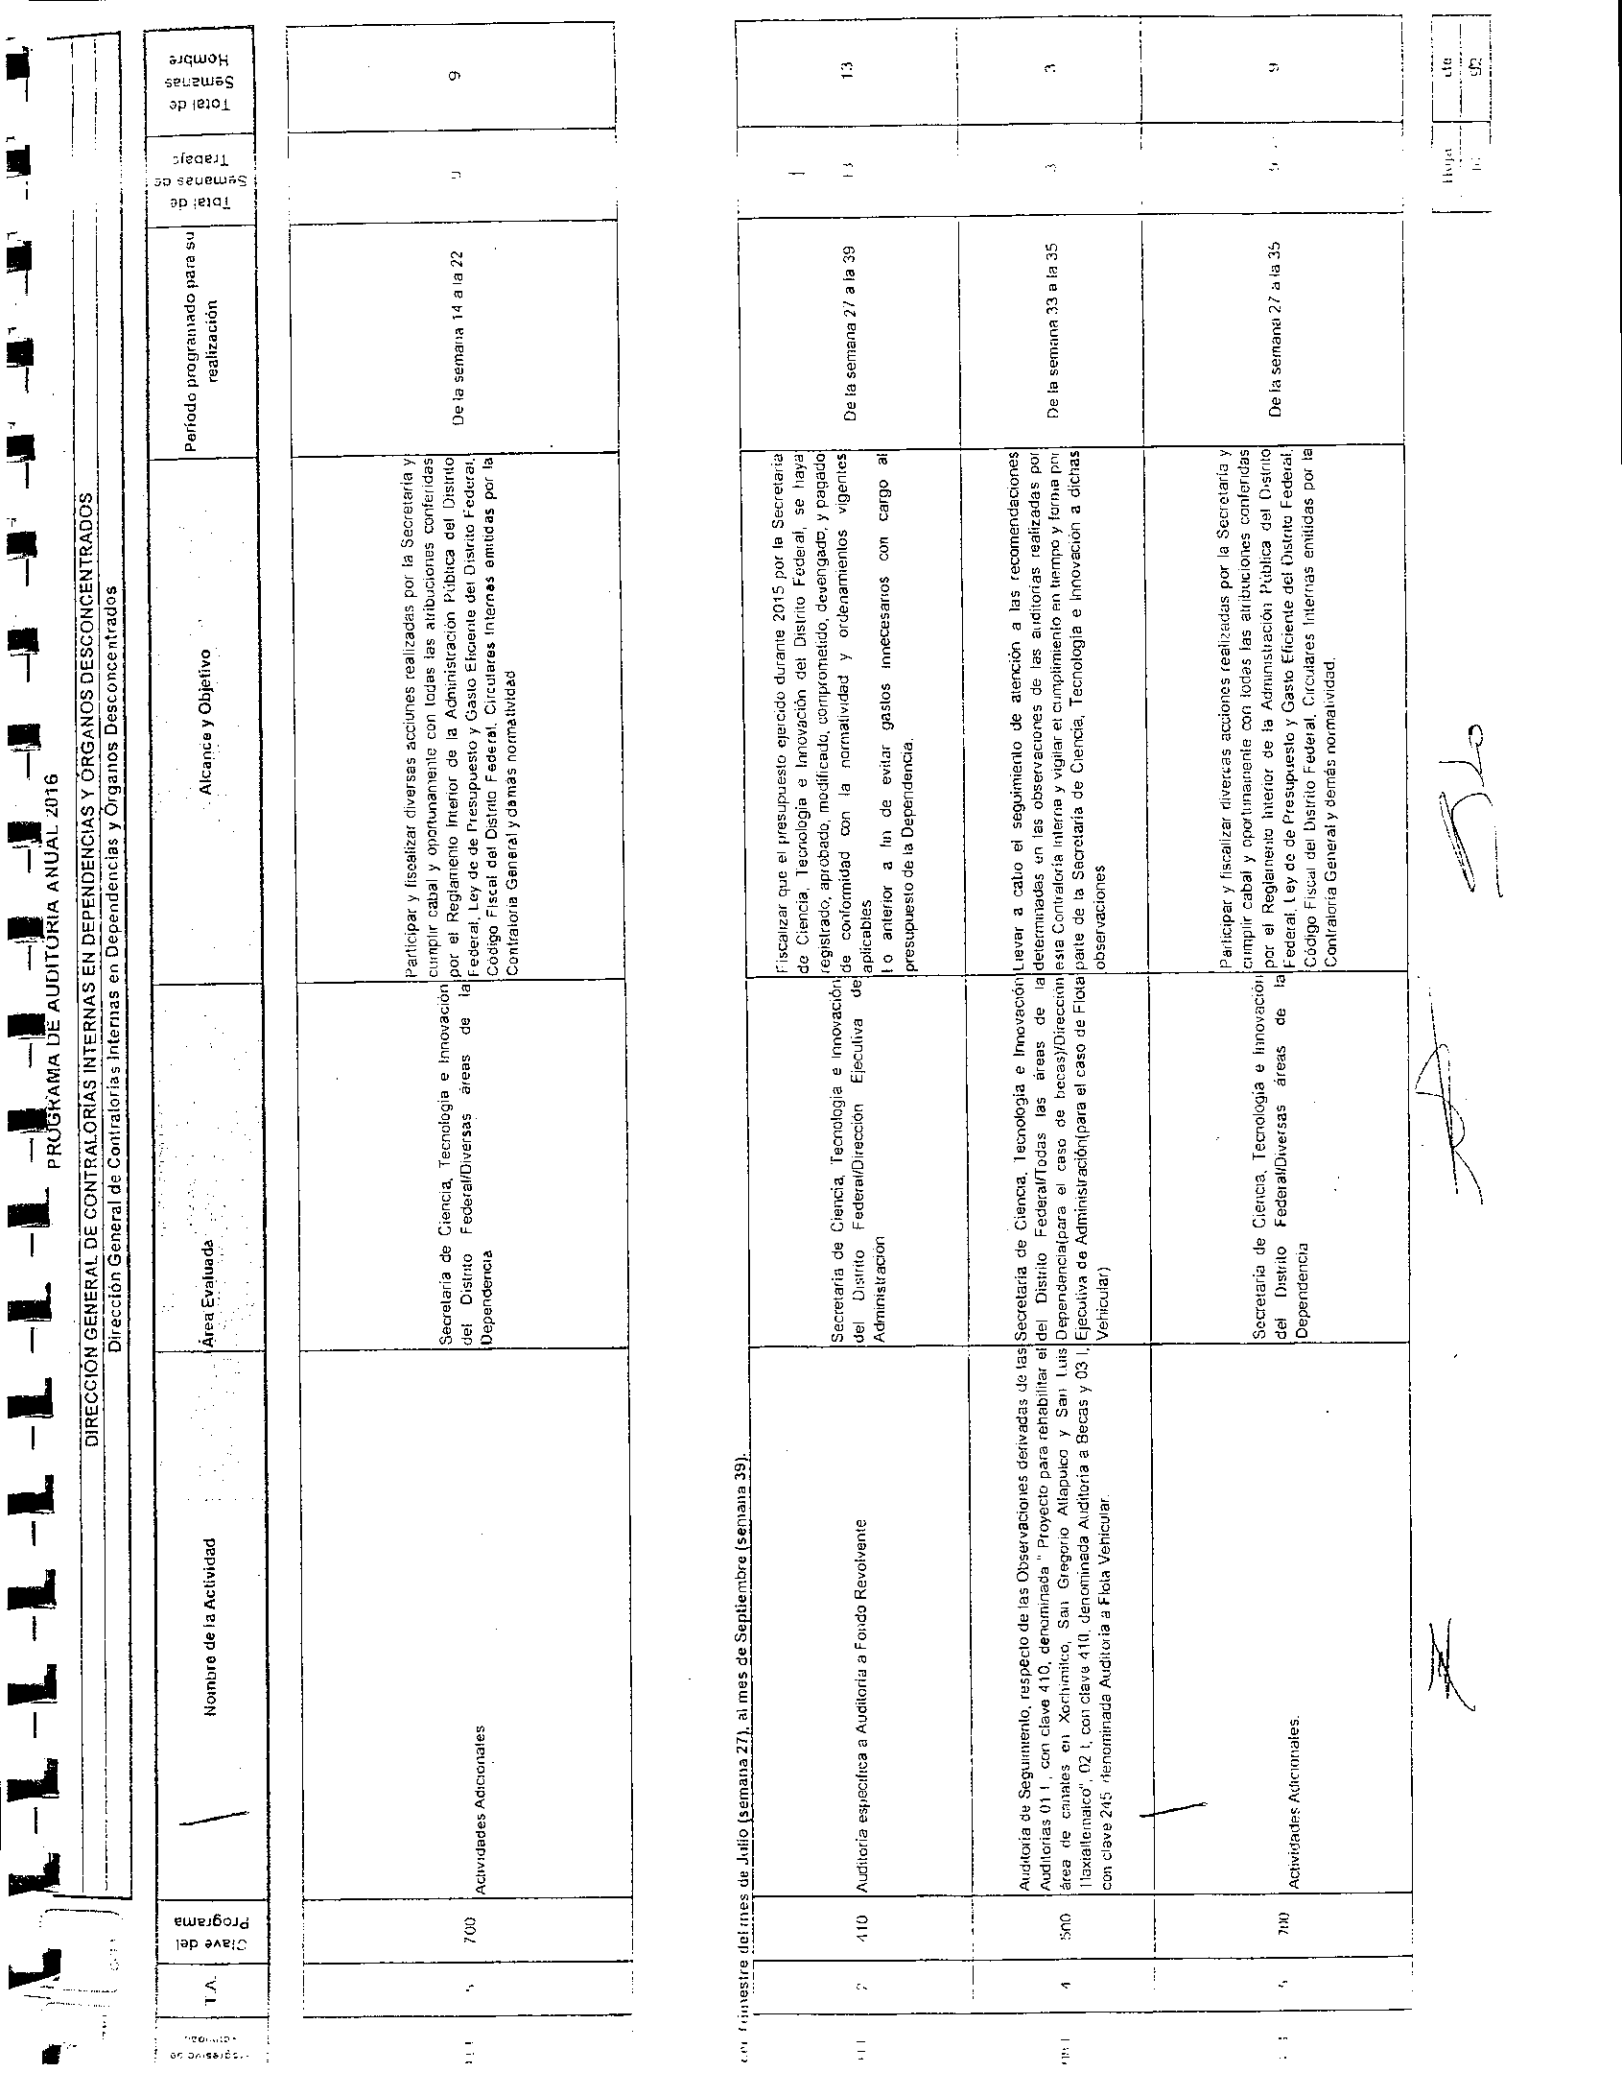 PROGRAMA DE AUDITORIA ANUAL 2016
DIRECCIÓN GENERAL DE CONTRALORÍAS INTERNAS EN DEPENDENCIAS Y ÓRGANOS DESCONCENTRADOS
Dirección General de Contralorías Internas en Dependencias y Órganos Desconcentrados
T.A.
Clave del
Programa
Nombre de la Actividad
Área Evaluada
Alcance y Objetivo
Período programado para su
realización
Total de
Semanas de
Trabajo
Total de
Semanas
Hombre
700
Actividades Adicionales
Secretaría de Ciencia, Tecnología e Innovación
del Distrito Federal/Diversas áreas de la
Dependencia
Participar y fiscalizar diversas acciones realizadas por la Secretaría y
cumplir cabal y oportunamente con todas las atribuciones conferidas
por el Reglamento Interior de la Administración Pública del Distrito
Federal, Ley de de Presupuesto y Gasto Eficiente del Distrito Federal,
Código Fiscal del Distrito Federal, Circulares Internas emitidas por la
Contraloría General y demás normatividad
De la semana 14 a la 22
9
9
Trimestre del mes de Julio (semana 27), al mes de Septiembre (semana 39).
410
Auditoría específica a Auditoria a Fondo Revolvente
Secretaría de Ciencia, Tecnología e Innovación
del Distrito Federal/Dirección Ejecutiva de
Administración
Fiscalizar que el presupuesto ejercido durante 2015 por la Secretaría
de Ciencia, Tecnología e Innovación del Distrito Federal, se haya
registrado, aprobado, modificado, comprometido, devengado, y pagado
de conformidad con la normatividad y ordenamientos vigentes
aplicables
Lo anterior a fin de evitar gastos innecesarios con cargo al
presupuesto de la Dependencia.
De la semana 27 a la 39
13
13
4
500
Auditoría de Seguimiento, respecto de las Observaciones derivadas de las
Auditorias 01 I, con clave 410, denominada " Proyecto para rehabilitar el
área de canales en Xochimilco, San Gregorio Atlapulco y San Luis
Tlaxialtemalco", 02 I, con clave 410, denominada Auditoría a Becas y 03 I,
con clave 245 denominada Auditoría a Flota Vehicular.
Secretaría de Ciencia, Tecnología e Innovación
del Distrito Federal/Todas las áreas de la
Dependencia(para el caso de becas)/Dirección
Ejecutiva de Administración(para el caso de Flota
Vehicular)
Llevar a cabo el seguimiento de atención a las recomendaciones
determinadas en las observaciones de las auditorias realizadas por
esta Contraloría Interna y vigilar el cumplimiento en tiempo y forma por
parte de la Secretaría de Ciencia, Tecnología e Innovación a dichas
observaciones
De la semana 33 a la 35
3
3
700
Actividades Adicionales.
Secretaría de Ciencia, Tecnología e Innovación
del Distrito Federal/Diversas áreas de la
Dependencia
Participar y fiscalizar diversas acciones realizadas por la Secretaría y
cumplir cabal y oportunamente con todas las atribuciones conferidas
por el Reglamento Interior de la Administración Pública del Distrito
Federal, Ley de de Presupuesto y Gasto Eficiente del Distrito Federal,
Código Fiscal del Distrito Federal, Circulares Internas emitidas por la
Contraloría General y demás normatividad.
De la semana 27 a la 35
9
9
Hoja
de